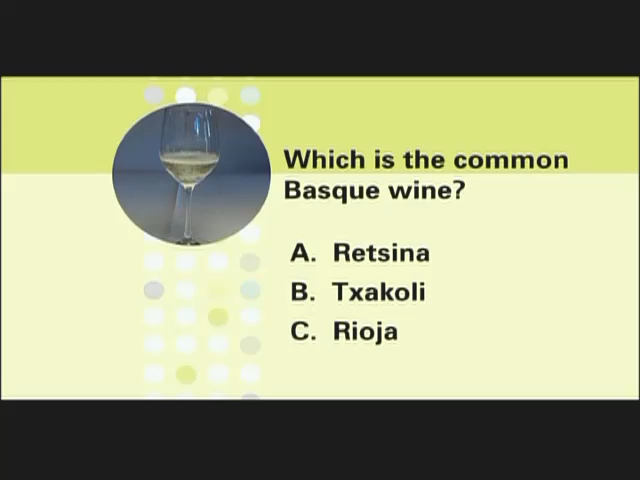 Which is the common
Basque wine?
A. Retsina
B. Txakoli
C. Rioja